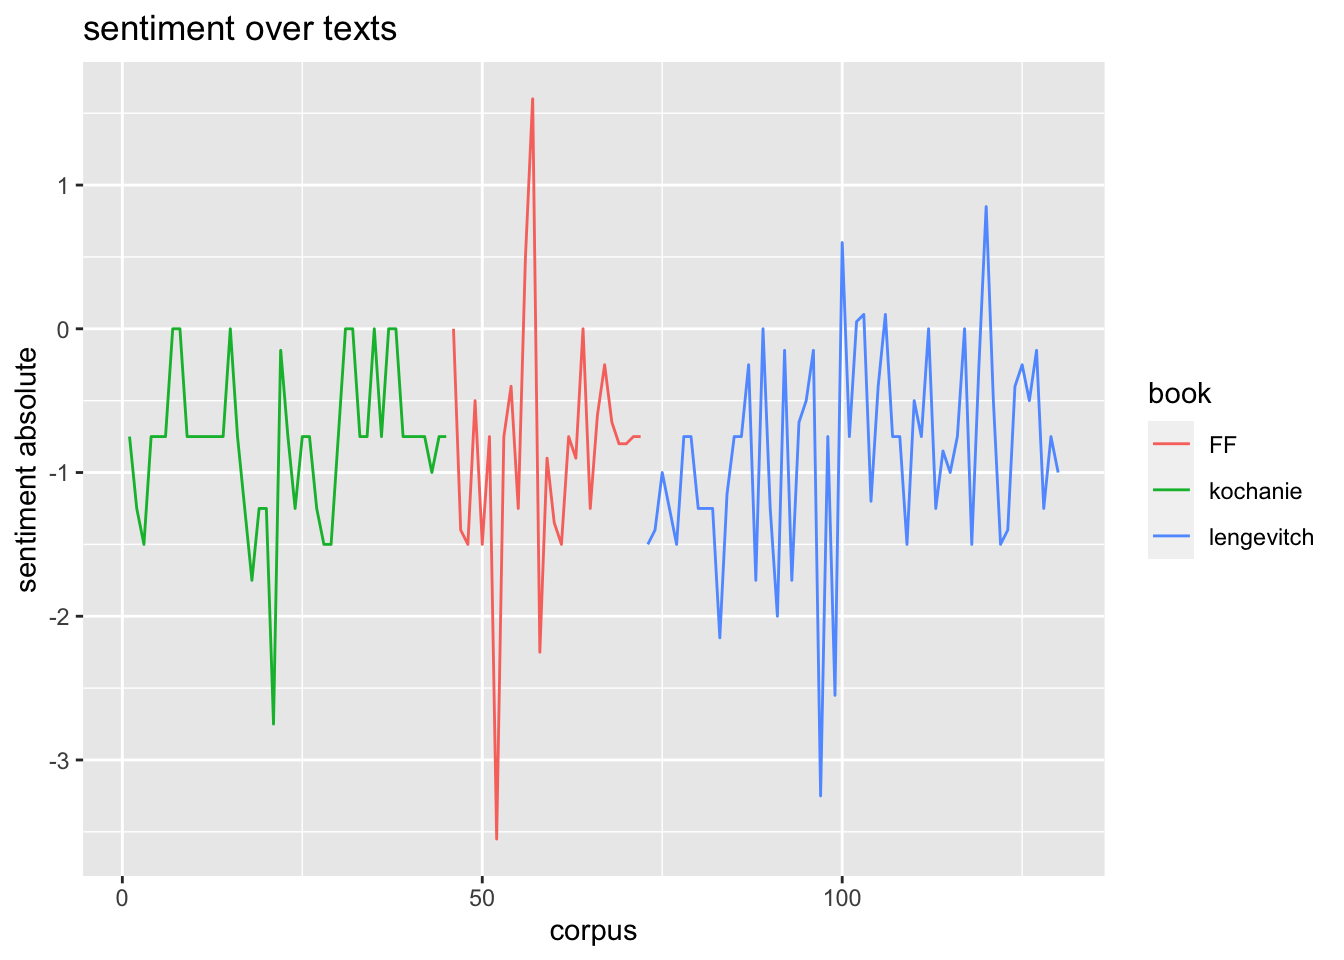 sentiment over texts
sentiment absolute
1
0
-1
-2
-3
0 50 100
corpus
book
FF
kochanie
lengevitch